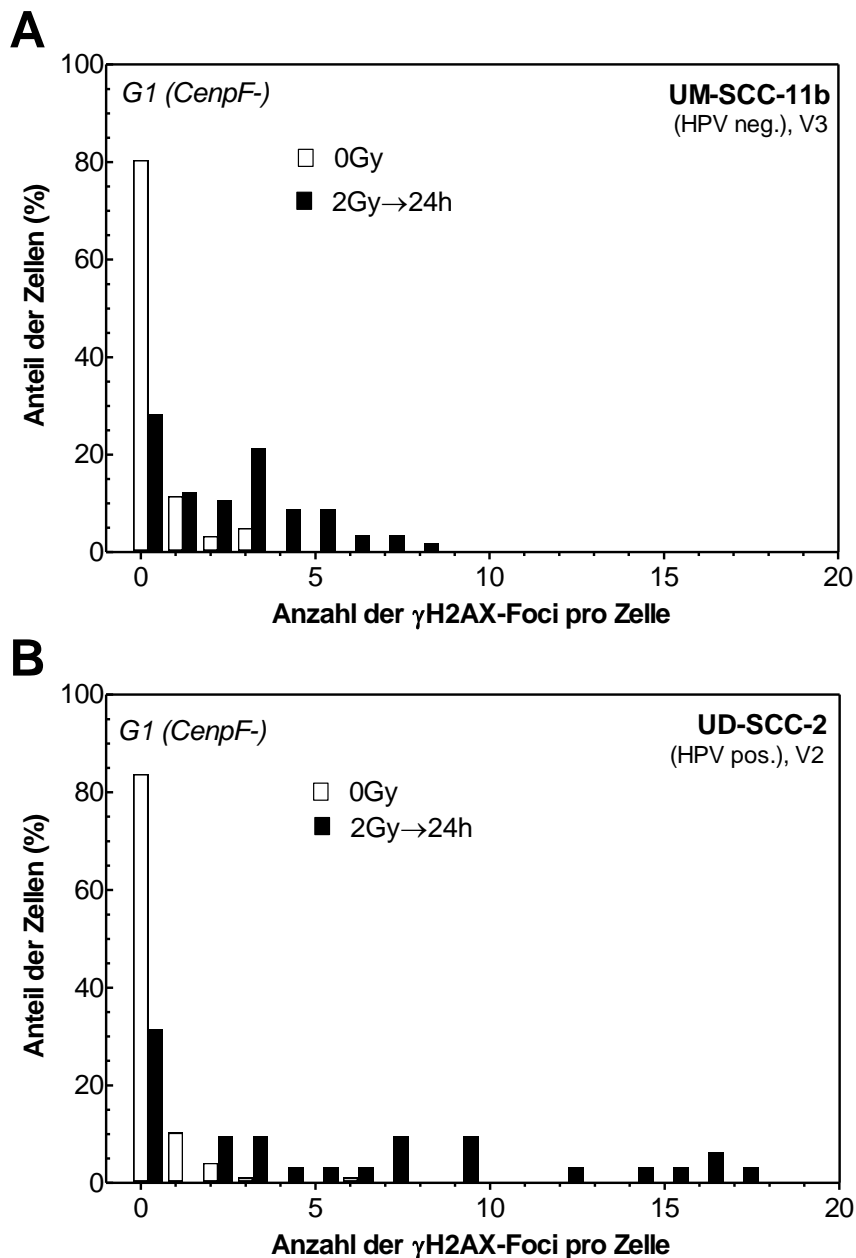 A
G1 (CenpF-)
UM-SCC-11b
(HPV neg.), V3
0Gy
2Gy→24h
Anteil der Zellen (%)
100
80
60
40
20
0
0 5 10 15 20
Anzahl der γH2AX-Foci pro Zelle
B
G1 (CenpF-)
UD-SCC-2
(HPV pos.), V2
0Gy
2Gy→24h
Anteil der Zellen (%)
100
80
60
40
20
0
0 5 10 15 20
Anzahl der γH2AX-Foci pro Zelle